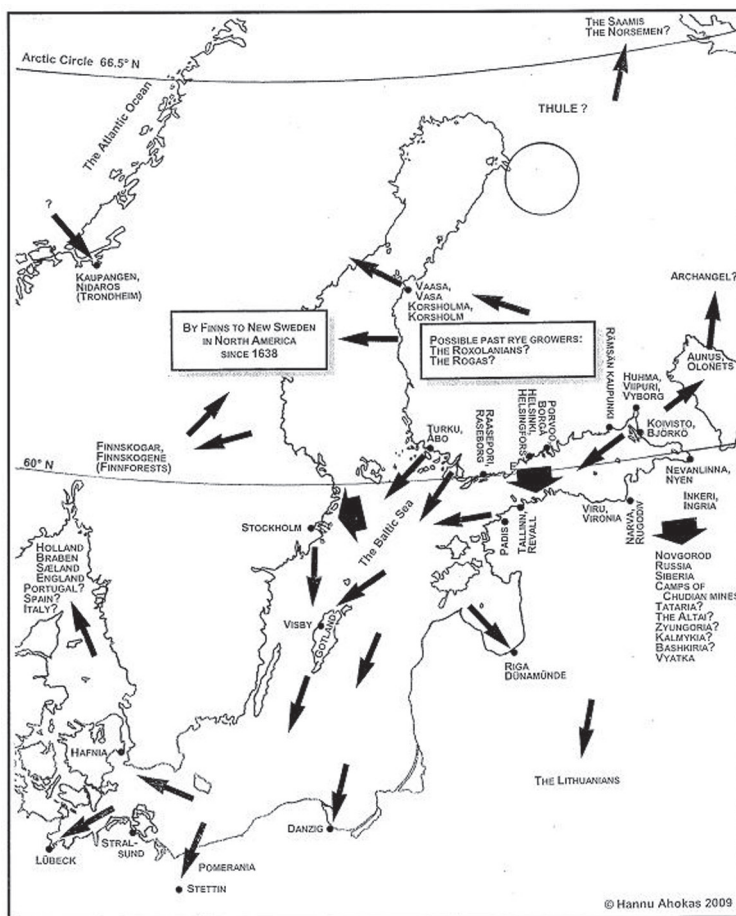 THE SAAMIS
THE NORSEMEN?
Arctic Circle 66.5° N
The Atlantic Ocean
THULE ?
?
KAUPANGEN,
NIDAROS
(TRONDHEIM)
VAASA,
VASA
KORSHOLMA,
KORSHOLM
ARCHANGEL?
BY FINNS TO NEW SWEDEN
IN NORTH AMERICA
SINCE 1638
POSSIBLE PAST RYE GROWERS:
THE ROXOLANIANS?
THE ROGAS?
RÄMSÄN KAUPUNKI
AUNUS,
OLONETS
HUHMA,
VIIPURI,
VYBORG
KOIVISTO,
BJÖRKÖ
FINNSKOGAR,
FINNSKOGENE
(FINNFORESTS)
TURKU,
ÅBO
RAASEPORI,
RASEBORG
HELSINKI,
HELSINGFORS
PORVOO,
BORGÅ
60° N
NEVANLINNA,
NYEN
STOCKHOLM
The Baltic Sea
PADIS
TALLINN,
REVALL
VIRU,
VIRONIA
NARVA,
RUGODIV
INKERI,
INGRIA
HOLLAND
BRABEN
SÆLAND
ENGLAND
PORTUGAL?
SPAIN?
ITALY?
NOVGOROD
RUSSIA
SIBERIA
CAMPS OF
CHUDIAN MINES
TATARIA?
THE ALTAI?
ZYUNGORIA?
KALMYKIA?
BASHKIRIA?
VYATKA
VISBY
GOTLAND
RIGA
DÜNAMÜNDE
HAFNIA
THE LITHUANIANS
LÜBECK
STRAL-
SUND
DANZIG
POMERANIA
STETTIN
© Hannu Ahokas 2009